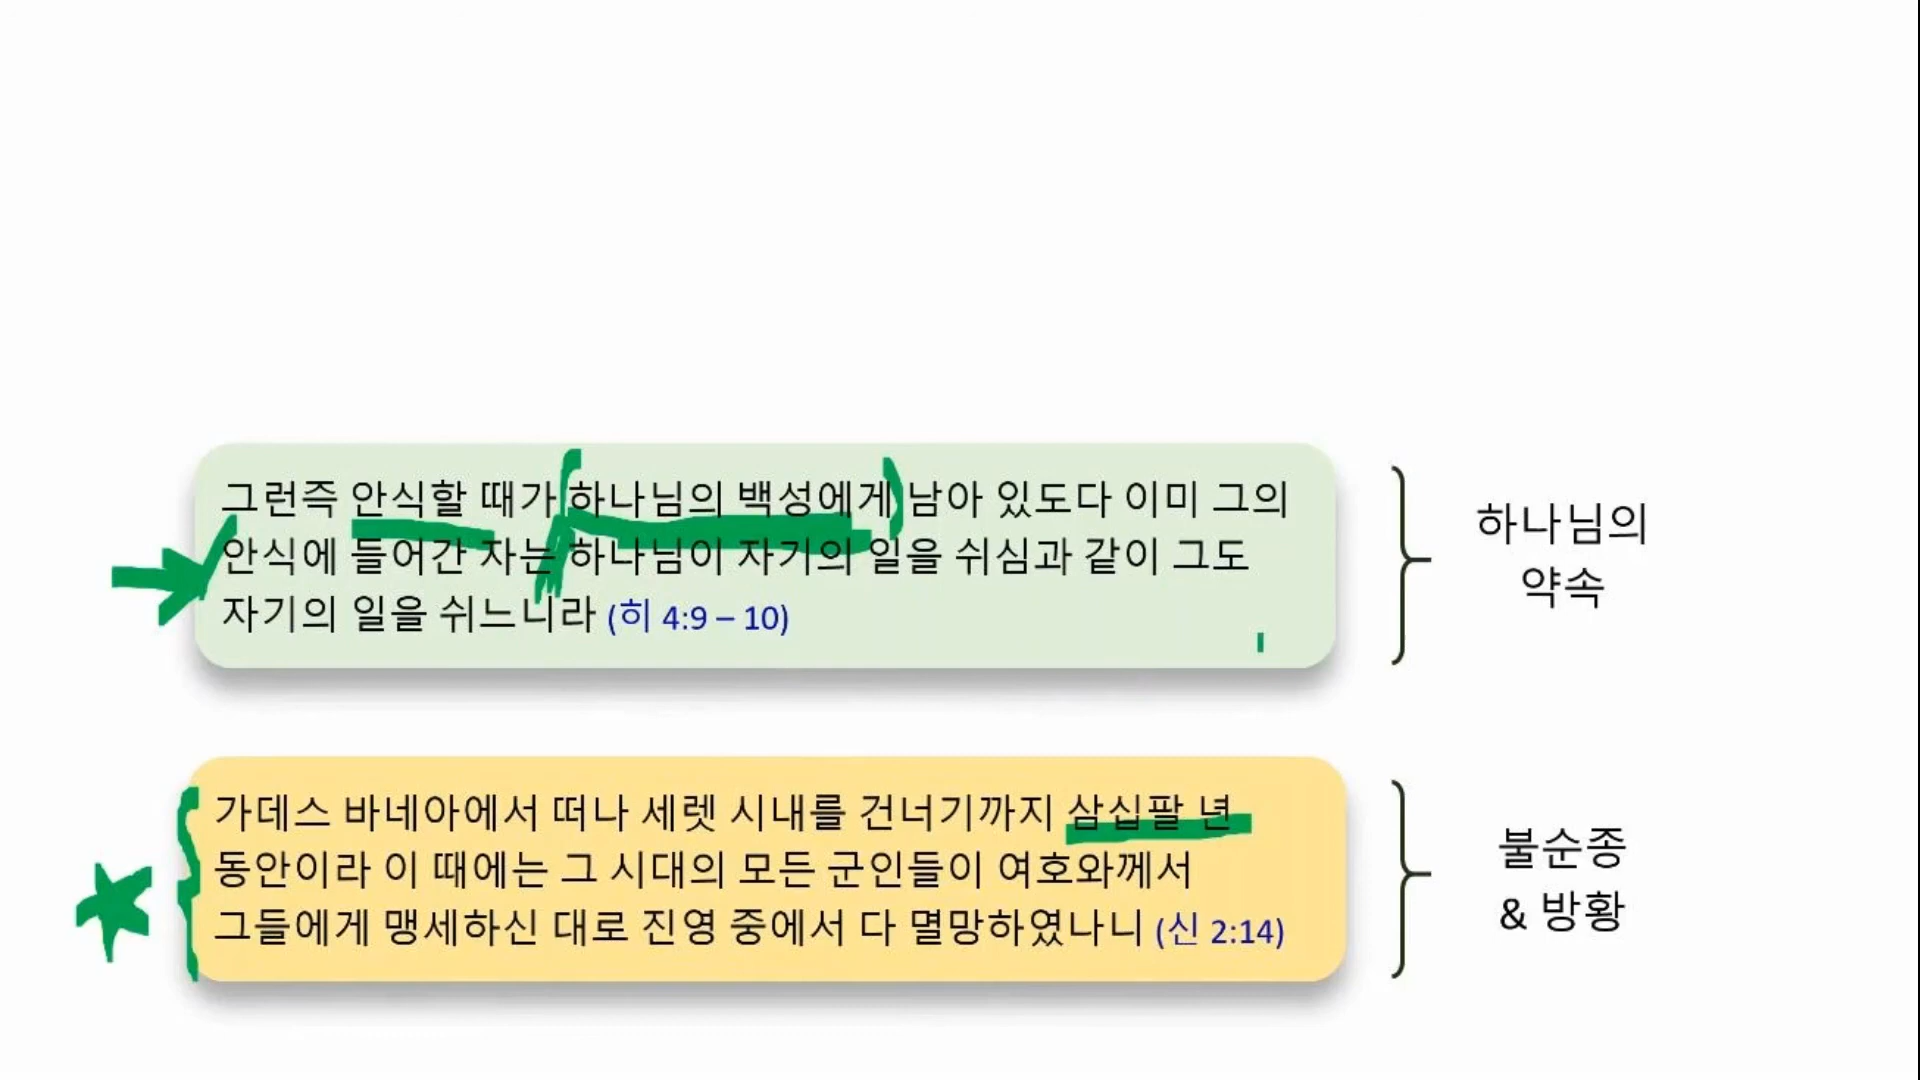 그런즉 안식할 때가 하나님의 백성에게 남아 있도다 이미 그의
안식에 들어간 자는 하나님이 자기의 일을 쉬심과 같이 그도
자기의 일을 쉬느니라 (히 4:9 – 10)
하나님의
약속
가데스 바네아에서 떠나 세렛 시내를 건너기까지 삼십팔 년
동안이라 이 때에는 그 시대의 모든 군인들이 여호와께서
그들에게 맹세하신 대로 진영 중에서 다 멸망하였나니 (신 2:14)
불순종
& 방황